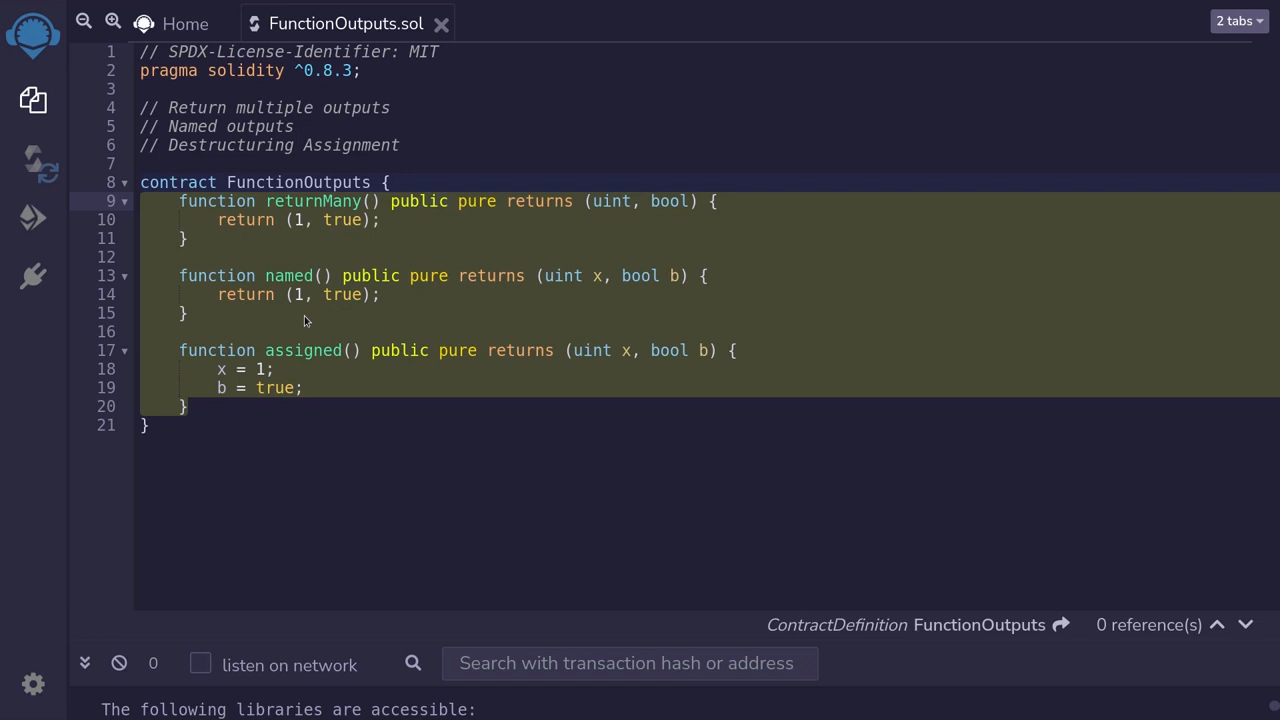 Home
FunctionOutputs.sol
2 tabs
1 // SPDX-License-Identifier: MIT
2 pragma solidity ^0.8.3;
3
4 // Return multiple outputs
5 // Named outputs
6 // Destructuring Assignment
7
8 contract FunctionOutputs {
9     function returnMany() public pure returns (uint, bool) {
10         return (1, true);
11     }
12
13     function named() public pure returns (uint x, bool b) {
14         return (1, true);
15     }
16
17     function assigned() public pure returns (uint x, bool b) {
18         x = 1;
19         b = true;
20     }
21 }
ContractDefinition FunctionOutputs 0 reference(s)
0 listen on network Search with transaction hash or address
The following libraries are accessible: